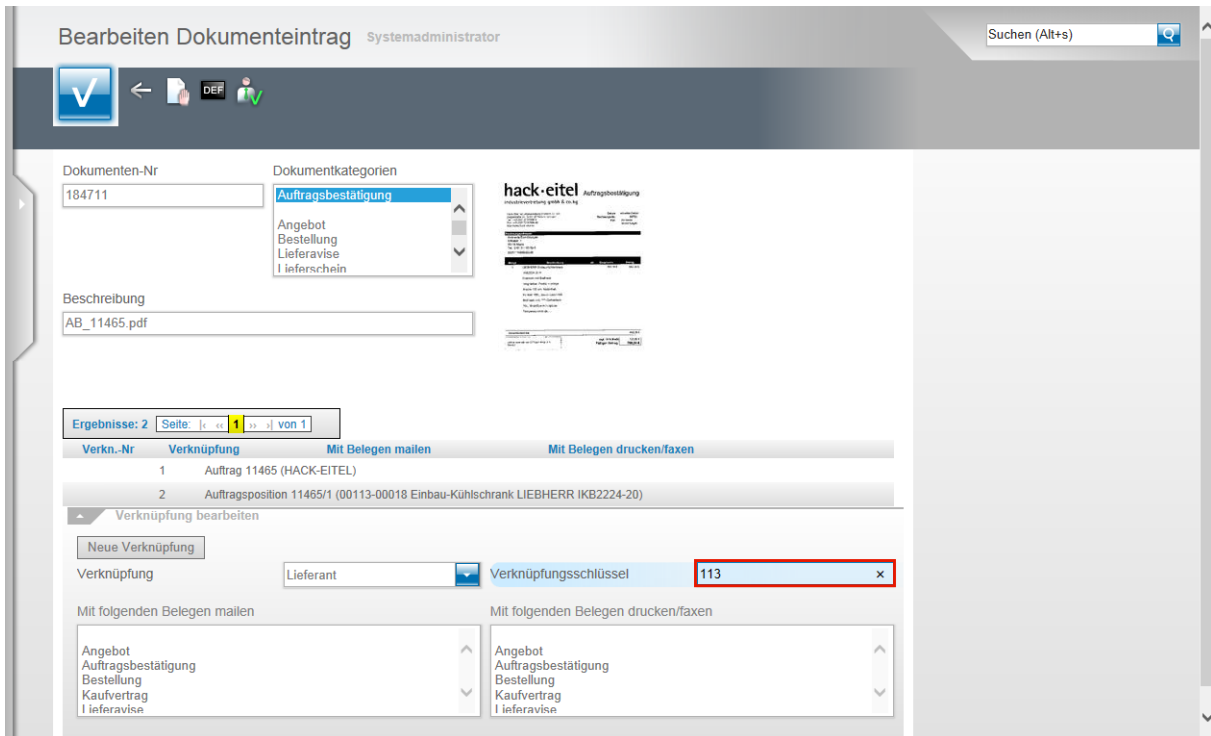 Bearbeiten Dokumenteintrag Systemadministrator
Suchen (Alt+s)
DEF
Dokumenten-Nr Dokumentkategorien
184711
Auftragsbestätigung
Angebot
Bestellung
Lieferavise
Lieferschein
hack·eitel Auftragsbestätigung
industrievertretung gmbh & co.kg
Beschreibung
AB_11465.pdf
Ergebnisse: 2 Seite: |‹ ‹‹ 1 ›› ›| von 1
Verkn.-Nr Verknüpfung Mit Belegen mailen Mit Belegen drucken/faxen
1 Auftrag 11465 (HACK-EITEL)
2 Auftragsposition 11465/1 (00113-00018 Einbau-Kühlschrank LIEBHERR IKB2224-20)
Verknüpfung bearbeiten
Neue Verknüpfung
Verknüpfung Lieferant Verknüpfungsschlüssel 113 ×
Mit folgenden Belegen mailen Mit folgenden Belegen drucken/faxen
Angebot Angebot
Auftragsbestätigung Auftragsbestätigung
Bestellung Bestellung
Kaufvertrag Kaufvertrag
Lieferavise Lieferavise